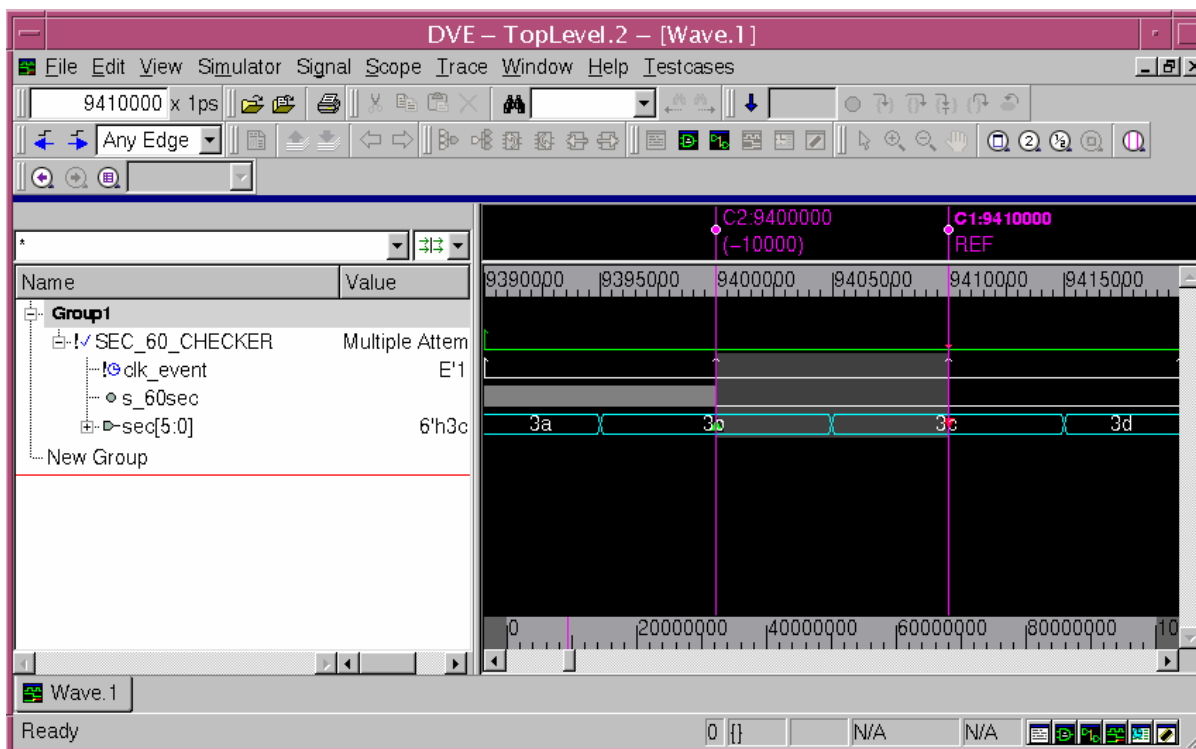 DVE – TopLevel.2 – [Wave.1]
File Edit View Simulator Signal Scope Trace Window Help Testcases
9410000 x 1ps
Any Edge
C2:9400000 C1:9410000
* (–10000) REF
Name Value 9390000 9395000 9400000 9405000 9410000 9415000
Group1
SEC_60_CHECKER Multiple Attem
clk_event E'1
s_60sec
sec[5:0] 6'h3c 3a 3b 3c 3d
New Group
0 20000000 40000000 60000000 80000000 10
Wave.1
Ready 0 {} N/A N/A